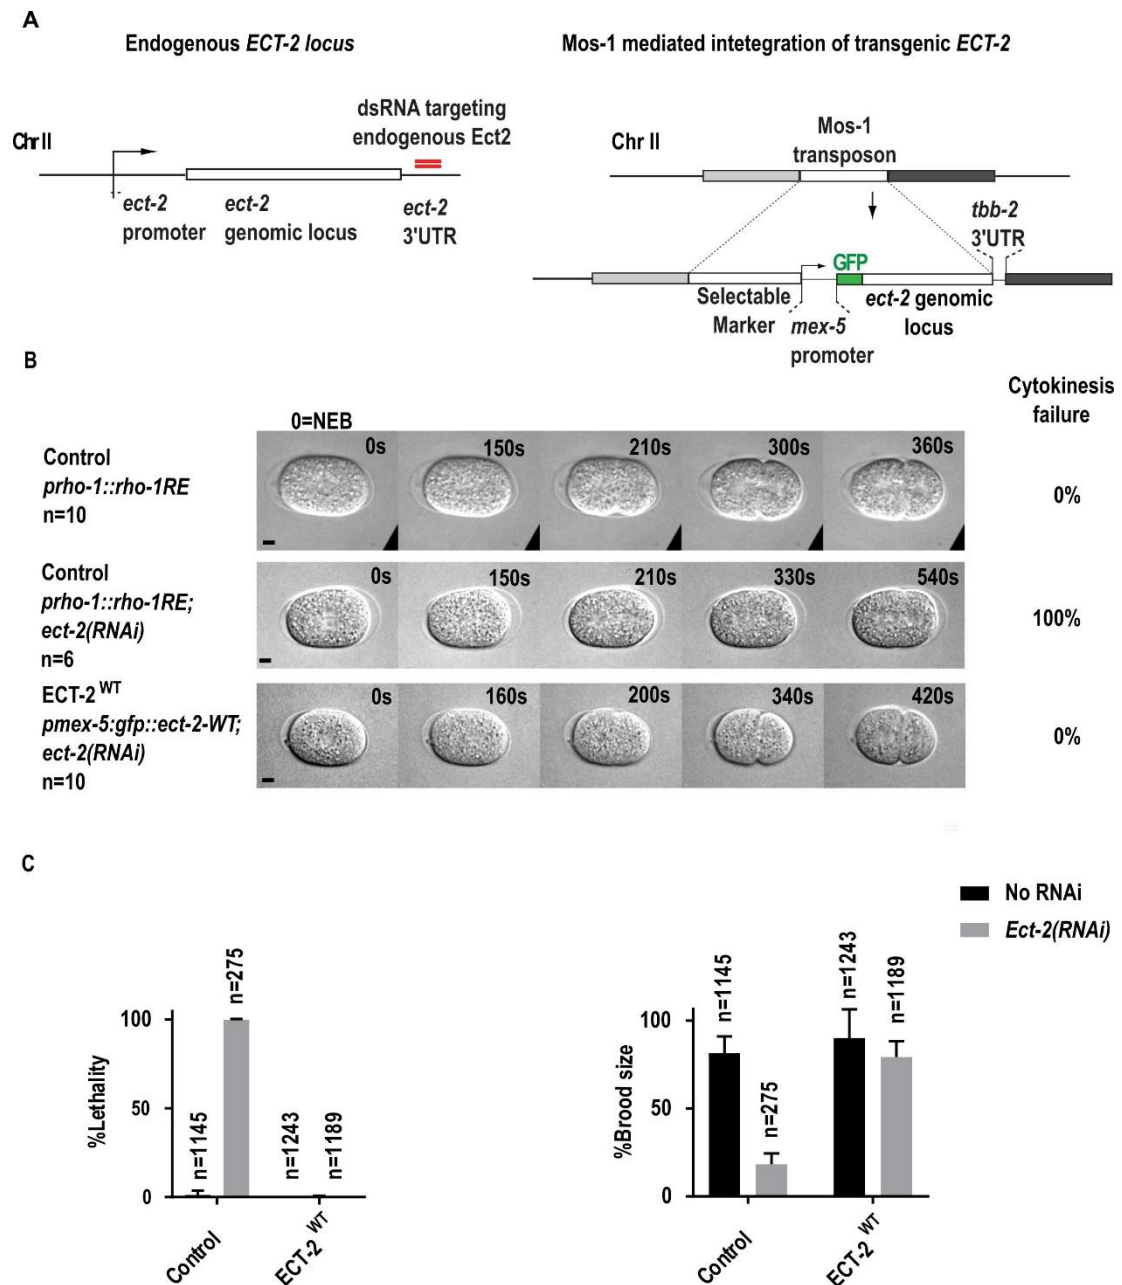 A
Endogenous ECT-2 locus
Mos-1 mediated intetegration of transgenic ECT-2
dsRNA targeting
endogenous Ect2
Chr II
ect-2
promoter
ect-2
genomic locus
ect-2
3'UTR
Mos-1
transposon
Chr II
tbb-2
3'UTR
GFP
Selectable
Marker
mex-5
promoter
ect-2 genomic
locus
B
Cytokinesis
failure
0=NEB
Control
prho-1::rho-1RE
n=10
0s
150s
210s
300s
360s
0%
Control
prho-1::rho-1RE;
ect-2(RNAi)
n=6
0s
150s
210s
330s
540s
100%
ECT-2 WT
pmex-5:gfp::ect-2-WT;
ect-2(RNAi)
n=10
0s
160s
200s
340s
420s
0%
C
No RNAi
Ect-2(RNAi)
%Lethality
100
50
0
n=1145
n=275
n=1243
n=1189
Control
ECT-2 WT
%Brood size
100
50
0
n=1145
n=275
n=1243
n=1189
Control
ECT-2 WT